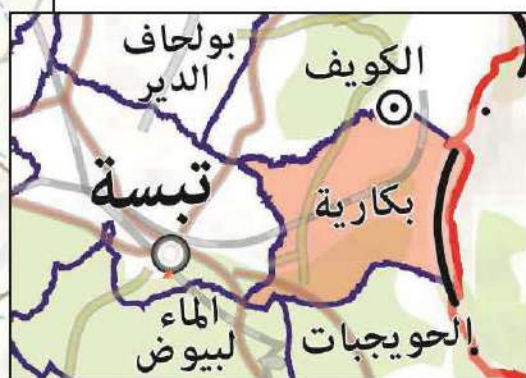 بولحاف
الدير
الكويف
تبسة
بكارية
الماء
لبيوض
الحويجبات